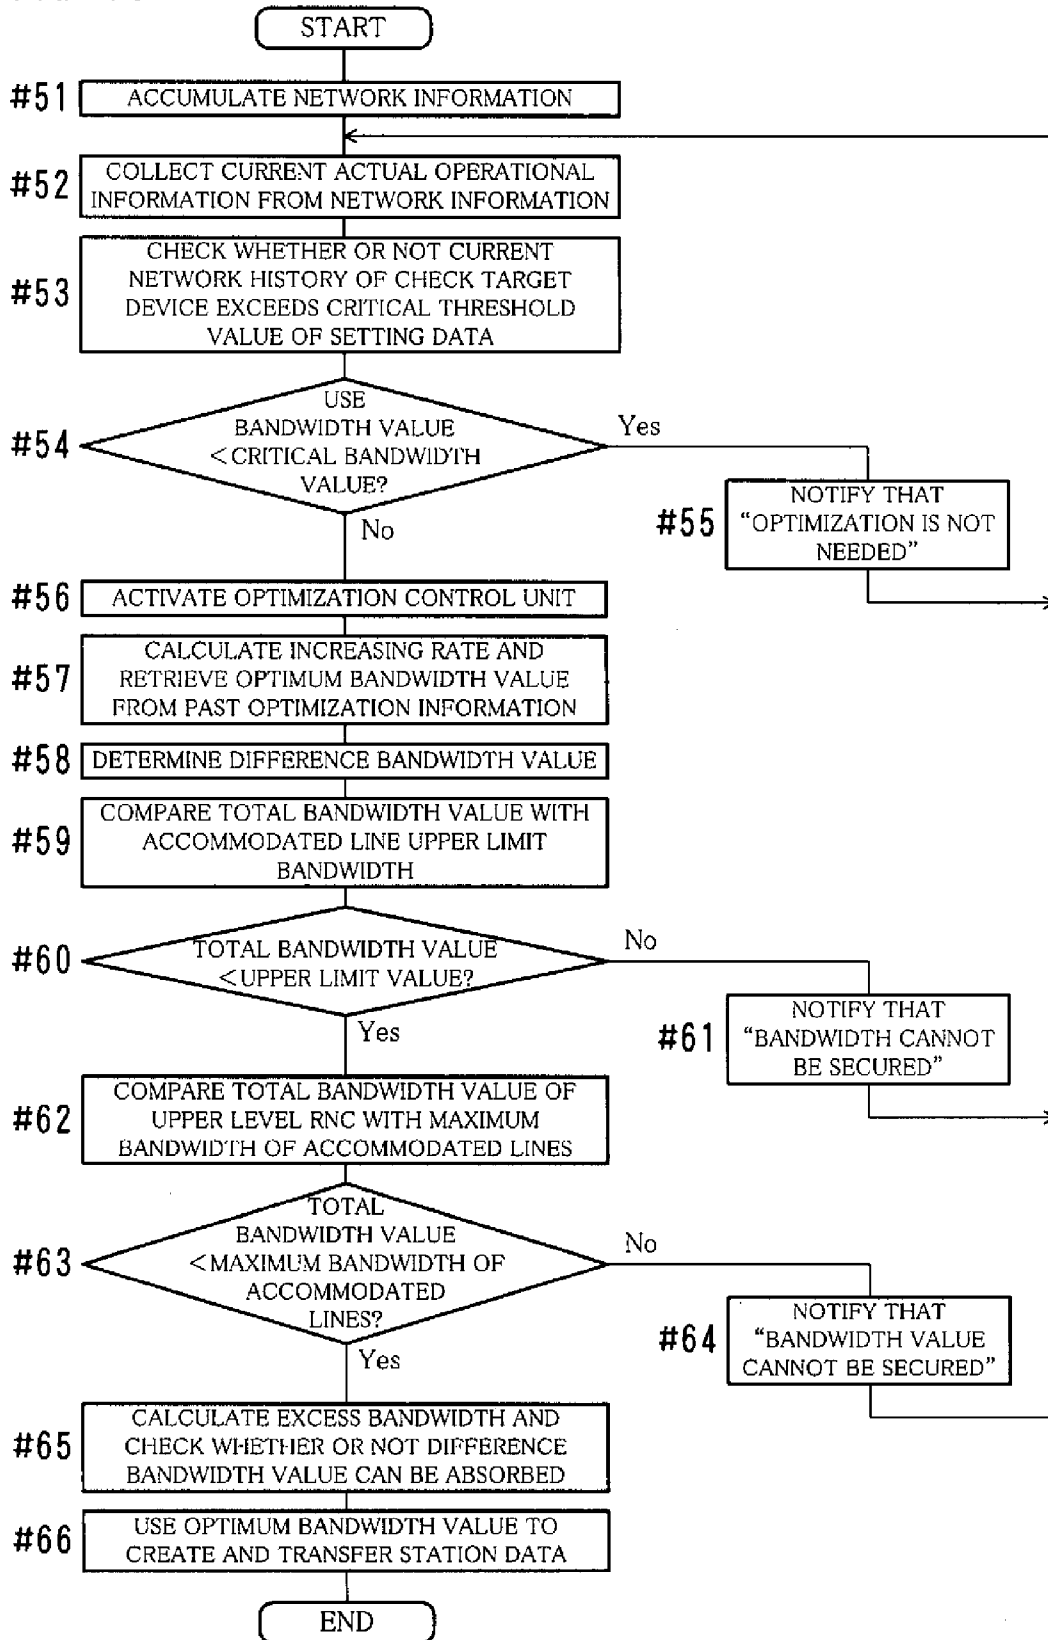 START
#51
ACCUMULATE NETWORK INFORMATION
#52
COLLECT CURRENT ACTUAL OPERATIONAL
INFORMATION FROM NETWORK INFORMATION
#53
CHECK WHETHER OR NOT CURRENT
NETWORK HISTORY OF CHECK TARGET
DEVICE EXCEEDS CRITICAL THRESHOLD
VALUE OF SETTING DATA
#54
USE
BANDWIDTH VALUE
<CRITICAL BANDWIDTH
VALUE?
Yes
No
#55
NOTIFY THAT
“OPTIMIZATION IS NOT
NEEDED”
#56
ACTIVATE OPTIMIZATION CONTROL UNIT
#57
CALCULATE INCREASING RATE AND
RETRIEVE OPTIMUM BANDWIDTH VALUE
FROM PAST OPTIMIZATION INFORMATION
#58
DETERMINE DIFFERENCE BANDWIDTH VALUE
#59
COMPARE TOTAL BANDWIDTH VALUE WITH
ACCOMMODATED LINE UPPER LIMIT
BANDWIDTH
#60
TOTAL BANDWIDTH VALUE
<UPPER LIMIT VALUE?
No
Yes
#61
NOTIFY THAT
“BANDWIDTH CANNOT
BE SECURED”
#62
COMPARE TOTAL BANDWIDTH VALUE OF
UPPER LEVEL RNC WITH MAXIMUM
BANDWIDTH OF ACCOMMODATED LINES
#63
TOTAL
BANDWIDTH VALUE
<MAXIMUM BANDWIDTH OF
ACCOMMODATED
LINES?
No
Yes
#64
NOTIFY THAT
“BANDWIDTH VALUE
CANNOT BE SECURED”
#65
CALCULATE EXCESS BANDWIDTH AND
CHECK WHETHER OR NOT DIFFERENCE
BANDWIDTH VALUE CAN BE ABSORBED
#66
USE OPTIMUM BANDWIDTH VALUE TO
CREATE AND TRANSFER STATION DATA
END